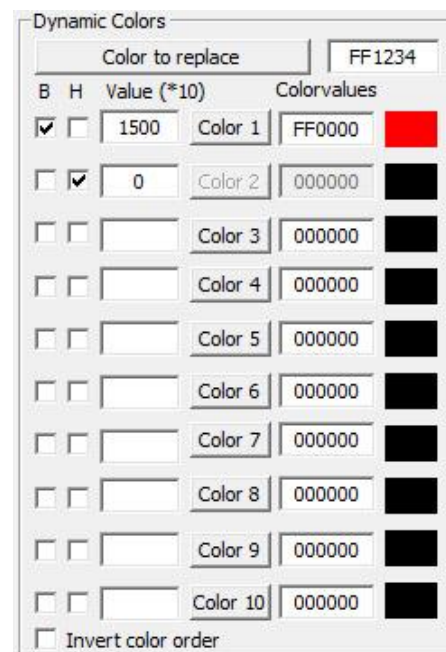 Dynamic Colors
Color to replace FF1234
B H Value (*10) Colorvalues
1500 Color 1 FF0000
0 Color 2 000000
Color 3 000000
Color 4 000000
Color 5 000000
Color 6 000000
Color 7 000000
Color 8 000000
Color 9 000000
Color 10 000000
Invert color order